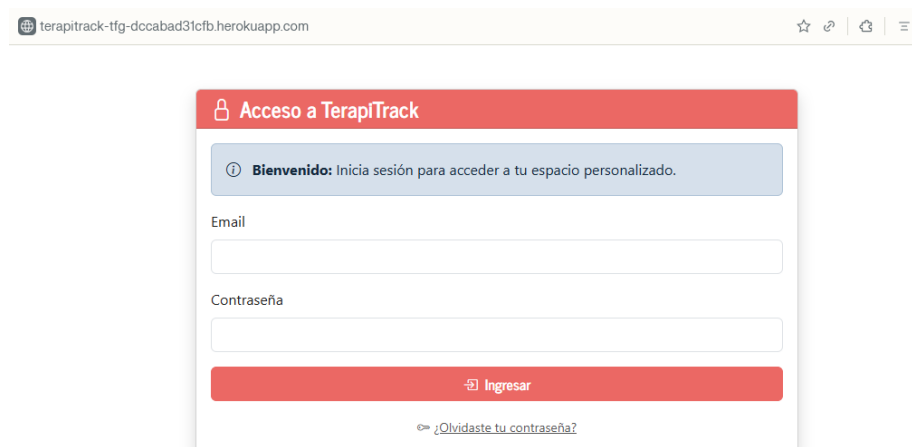 terapitrack-tfg-dccabad31cfb.herokuapp.com
Acceso a TerapiTrack
Bienvenido: Inicia sesión para acceder a tu espacio personalizado.
Email
Contraseña
Ingresar
¿Olvidaste tu contraseña?